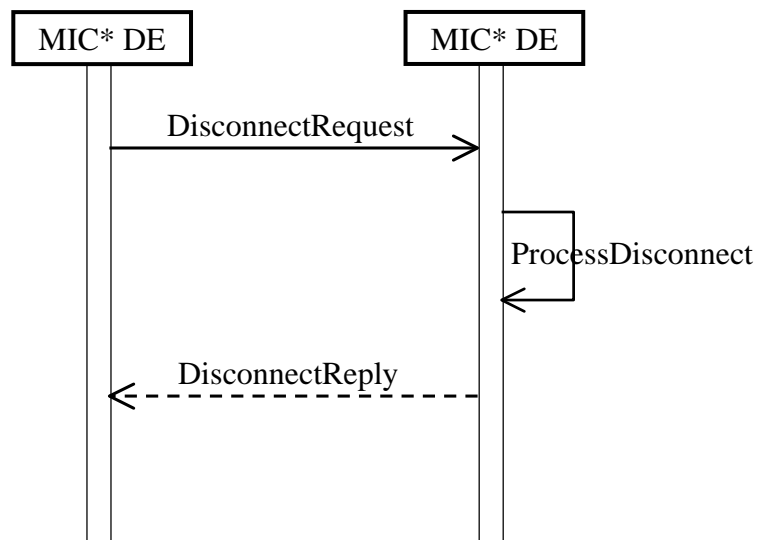 MIC* DE
MIC* DE
DisconnectRequest
ProcessDisconnect
DisconnectReply